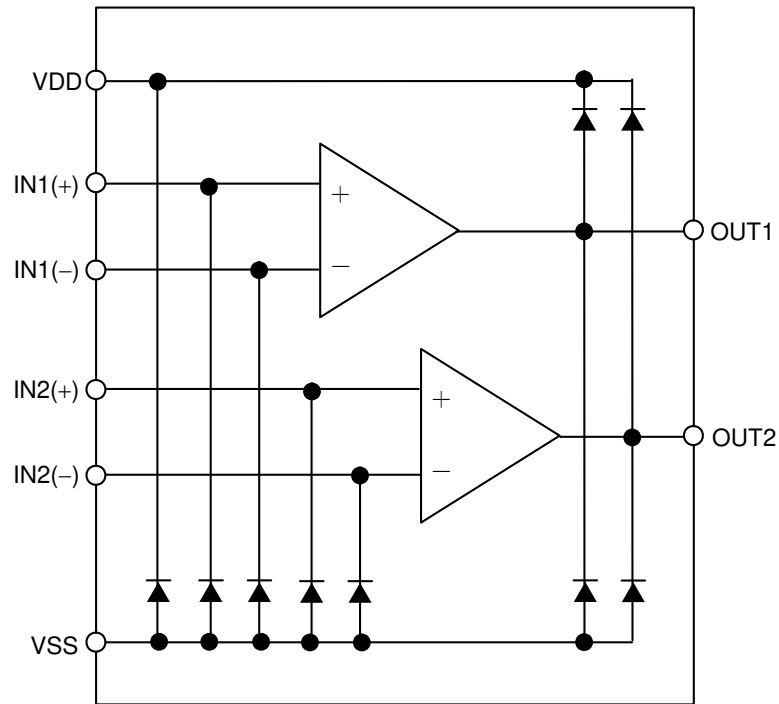 VDD
IN1(+)
+
OUT1
IN1(−)
−
IN2(+)
+
OUT2
IN2(−)
−
VSS